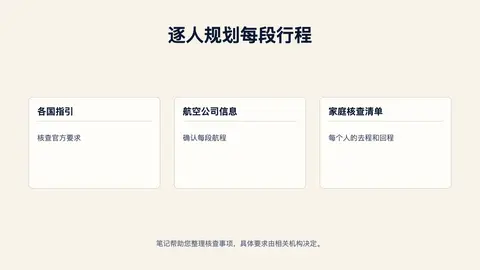 逐人规划每段行程
各国指引
核查官方要求
航空公司信息
确认每段航程
家庭核查清单
每个人的去程和回程
笔记帮助您整理核查事项，具体要求由相关机构决定。